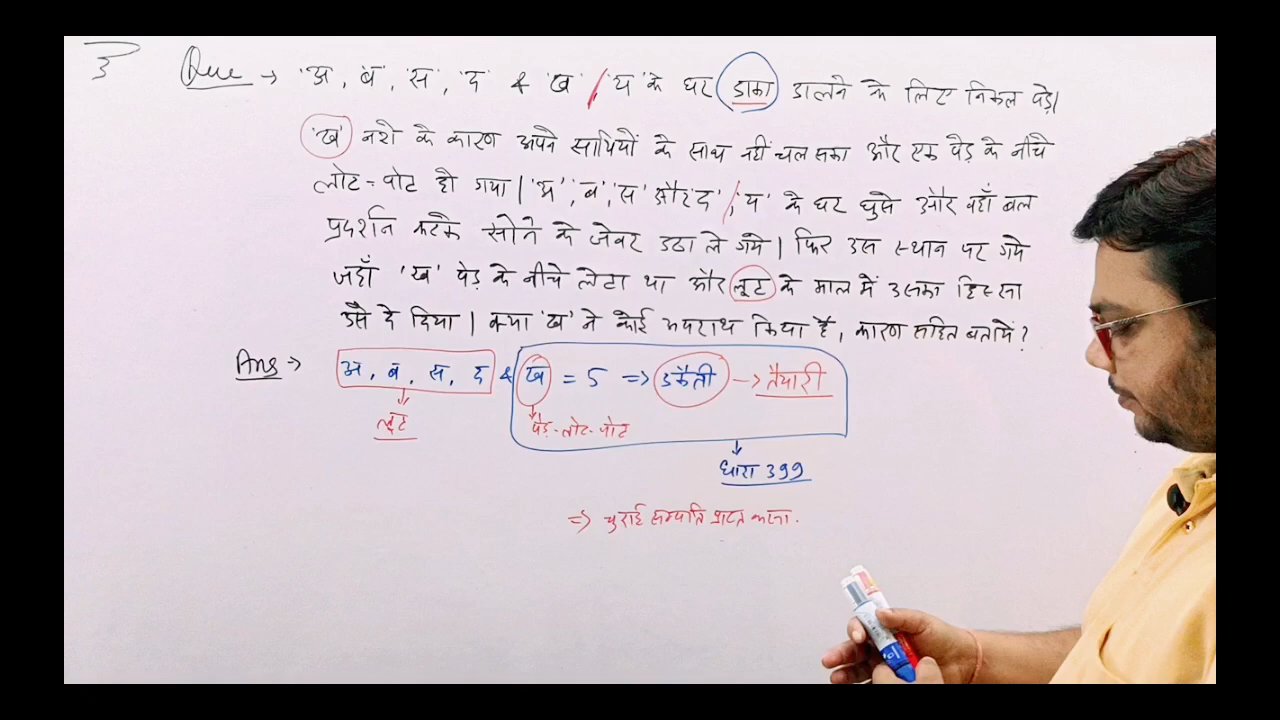 3
Que → 'अ', 'ब', 'स', 'द' & 'ख' 'य' के घर डाका डालने के लिए निकल पड़े।
'ख' नशे के कारण अपने साथियों के साथ नहीं चल सका और एक पेड़ के नीचे
लोट-पोट हो गया। 'अ', 'ब', 'स' और 'द', 'य' के घर घुसे और वहाँ बल
प्रदर्शन करके सोने के जेवर उठा ले गये। फिर उस स्थान पर गये
जहाँ 'ख' पेड़ के नीचे लेटा था और लूट के माल में उसका हिस्सा
उसे दे दिया। क्या 'ख' ने कोई अपराध किया है, कारण सहित बतायें?
Ans → अ, ब, स, द & ख = 5 ⇒ डकैती → तैयारी
लूट पेड़-लोट-पोट
धारा 399
⇒ चुराई सम्पत्ति प्राप्त करना.